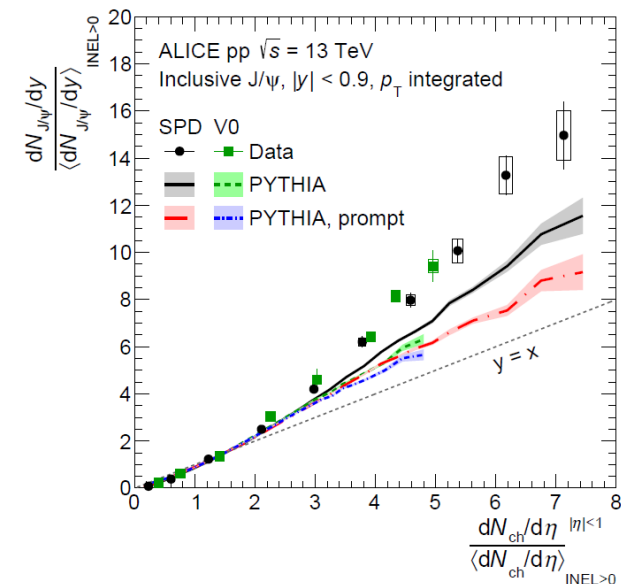 ALICE pp √s = 13 TeV
Inclusive J/ψ, |y| < 0.9, p_T integrated
SPD V0
Data
PYTHIA
PYTHIA, prompt
y = x
dN_J/ψ/dy
⟨dN_J/ψ/dy⟩ INEL>0
20
18
16
14
12
10
8
6
4
2
0
0 1 2 3 4 5 6 7 8
dN_ch/dη |η|<1
⟨dN_ch/dη⟩ INEL>0